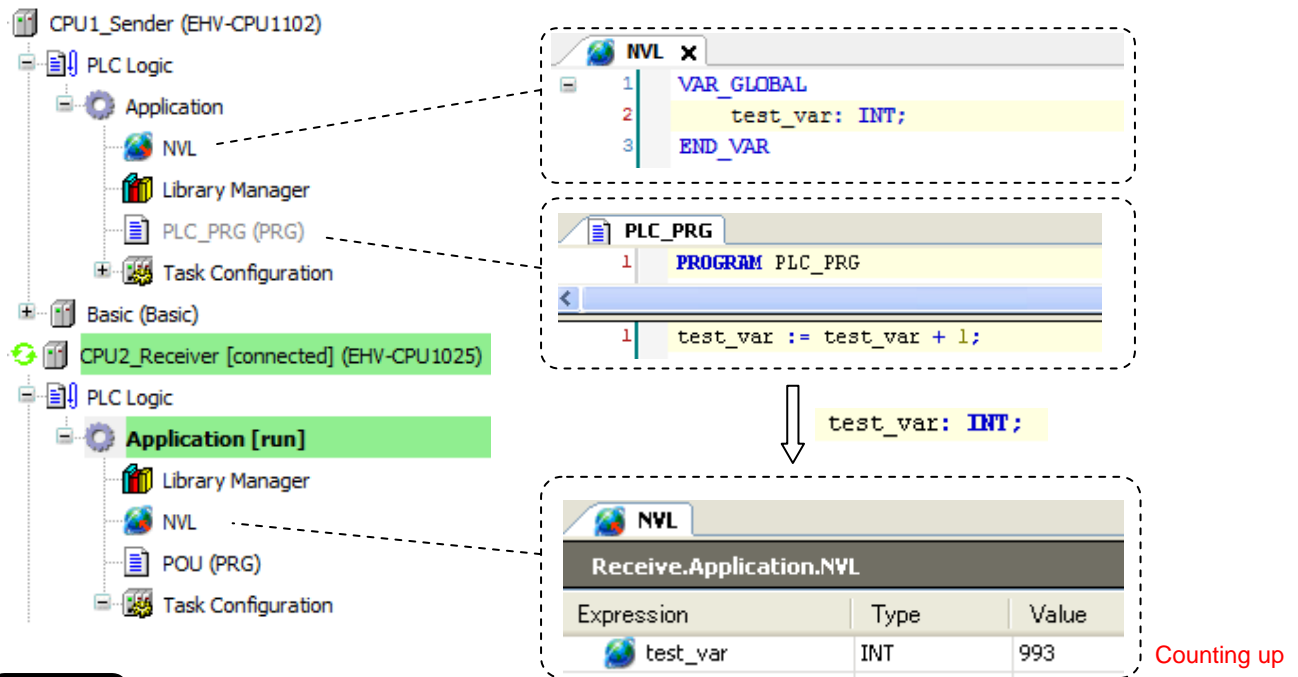 CPU1_Sender (EHV-CPU1102)
PLC Logic
Application
NVL
Library Manager
PLC_PRG (PRG)
Task Configuration
Basic (Basic)
CPU2_Receiver [connected] (EHV-CPU1025)
PLC Logic
Application [run]
Library Manager
NVL
POU (PRG)
Task Configuration
NVL
1 VAR_GLOBAL
2 test_var: INT;
3 END_VAR
PLC_PRG
1 PROGRAM PLC_PRG
1 test_var := test_var + 1;
test_var: INT;
NVL
Receive.Application.NVL
Expression Type Value
test_var INT 993
Counting up